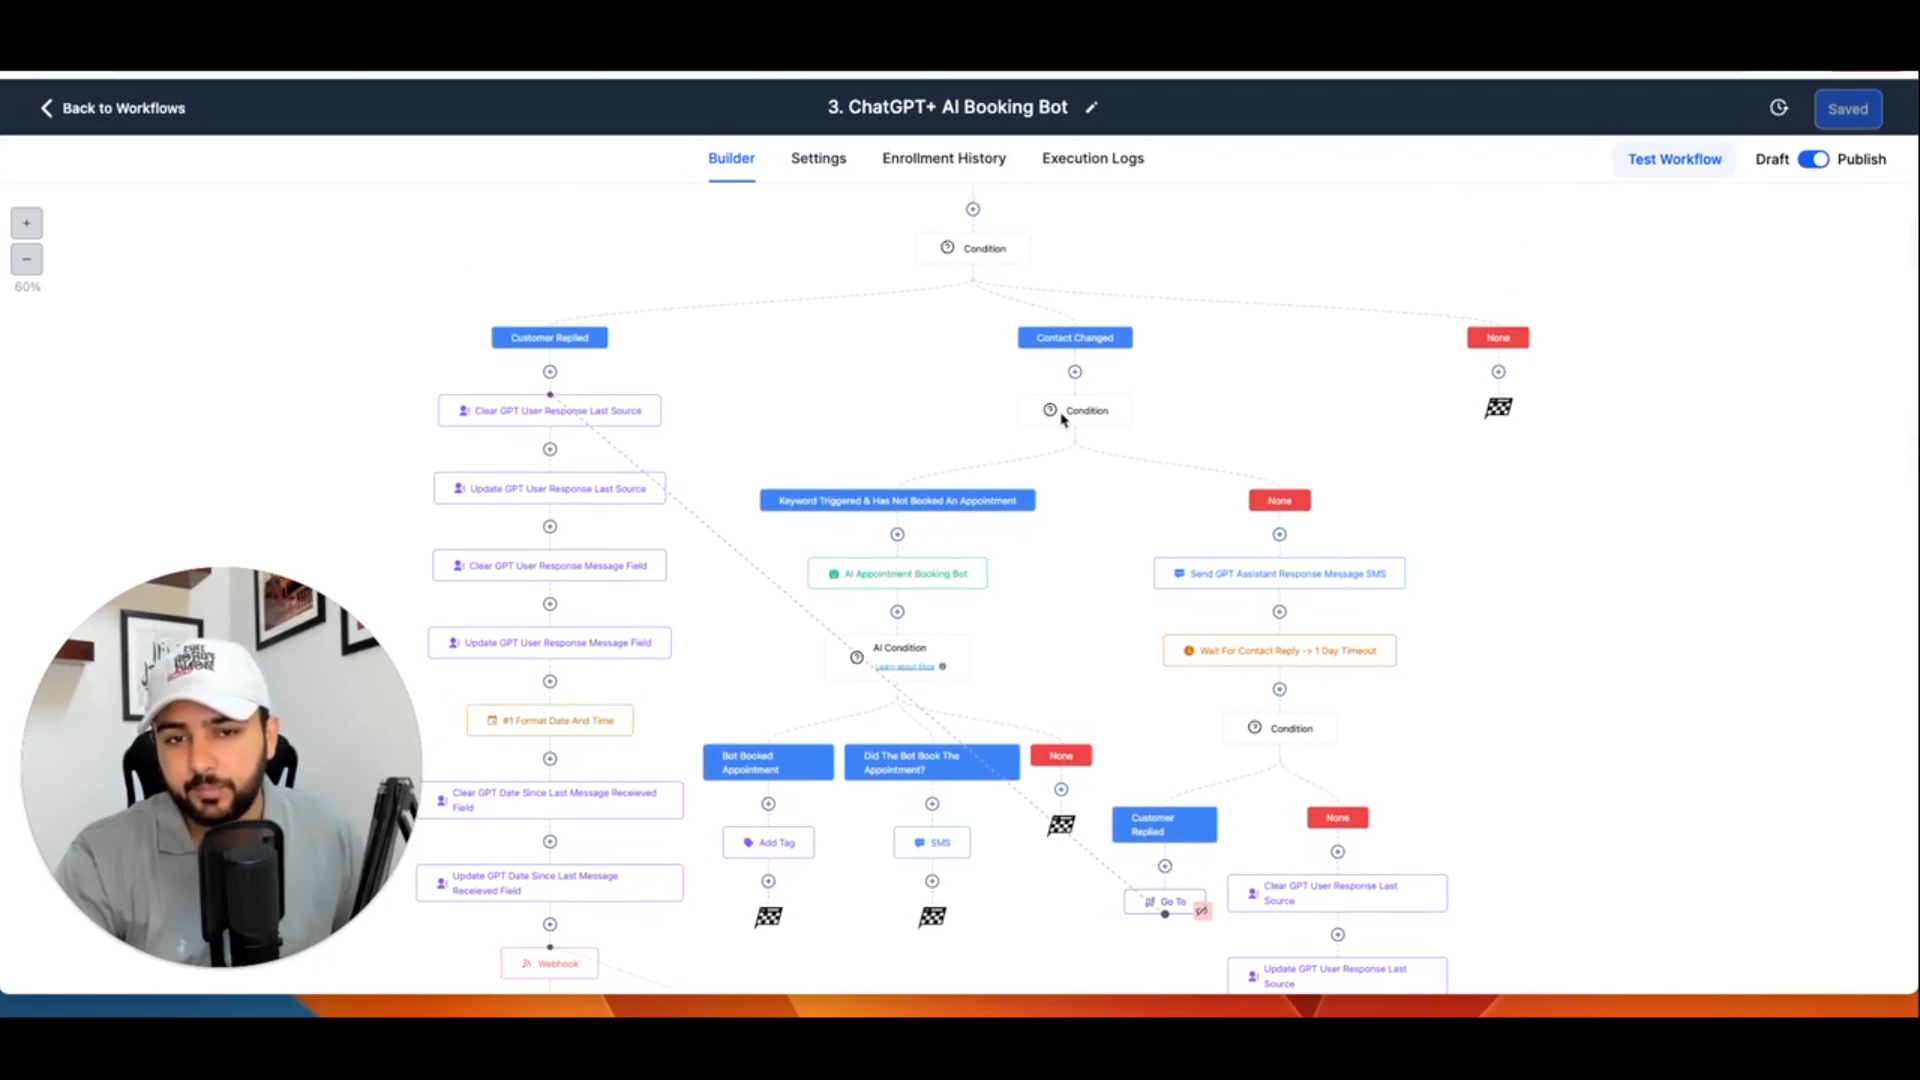 Back to Workflows
3. ChatGPT+ AI Booking Bot
Saved
Builder
Settings
Enrollment History
Execution Logs
Test Workflow
Draft
Publish
+
−
60%
Condition
Customer Replied
Contact Changed
None
Clear GPT User Response Last Source
Condition
Update GPT User Response Last Source
Keyword Triggered & Has Not Booked An Appointment
None
Clear GPT User Response Message Field
AI Appointment Booking Bot
Send GPT Assistant Response Message SMS
Update GPT User Response Message Field
AI Condition
Learn about Eliza
Wait For Contact Reply -> 1 Day Timeout
#1 Format Date And Time
Condition
Bot Booked
Appointment
Did The Bot Book The
Appointment?
None
Clear GPT Date Since Last Message Receieved
Field
Customer
Replied
None
Add Tag
SMS
Update GPT Date Since Last Message
Receieved Field
Go To
Clear GPT User Response Last
Source
Webhook
Update GPT User Response Last
Source